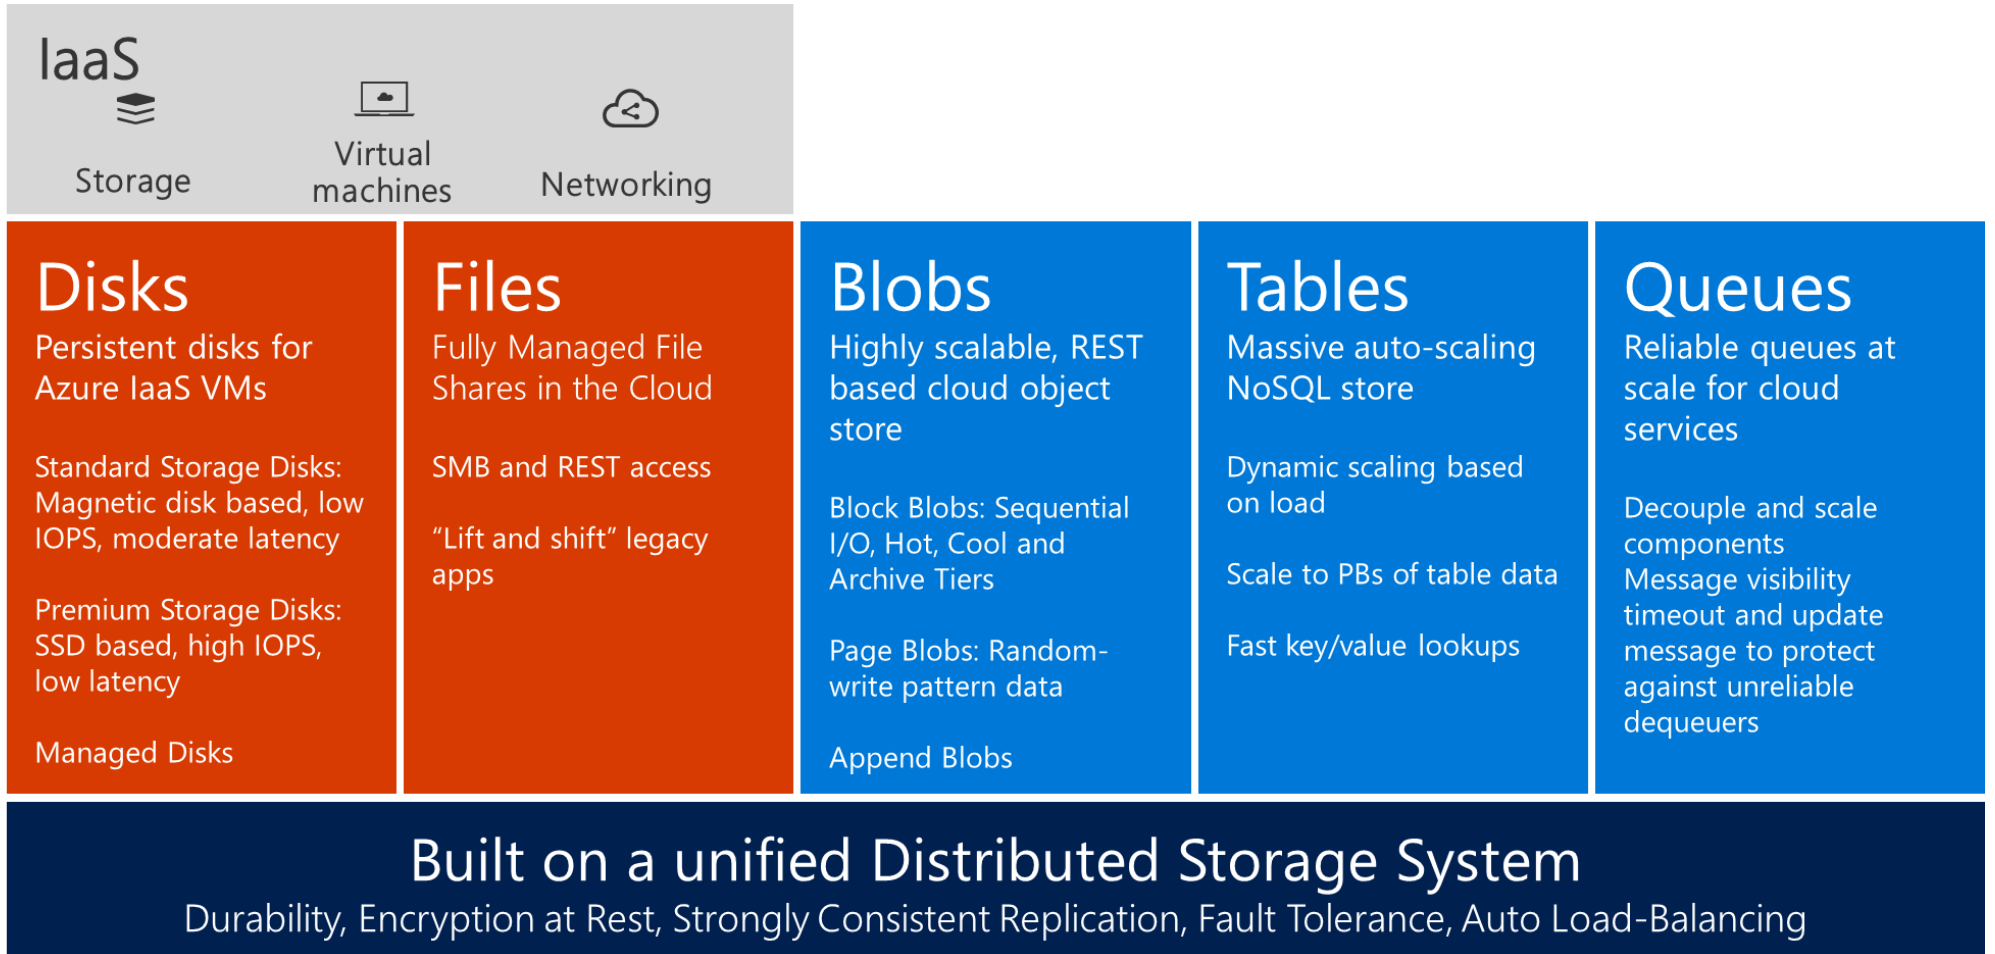 IaaS
Storage
Virtual
machines
Networking
Disks
Persistent disks for
Azure IaaS VMs
Standard Storage Disks:
Magnetic disk based, low
IOPS, moderate latency
Premium Storage Disks:
SSD based, high IOPS,
low latency
Managed Disks
Files
Fully Managed File
Shares in the Cloud
SMB and REST access
“Lift and shift” legacy
apps
Blobs
Highly scalable, REST
based cloud object
store
Block Blobs: Sequential
I/O, Hot, Cool and
Archive Tiers
Page Blobs: Random-
write pattern data
Append Blobs
Tables
Massive auto-scaling
NoSQL store
Dynamic scaling based
on load
Scale to PBs of table data
Fast key/value lookups
Queues
Reliable queues at
scale for cloud
services
Decouple and scale
components
Message visibility
timeout and update
message to protect
against unreliable
dequeuers
Built on a unified Distributed Storage System
Durability, Encryption at Rest, Strongly Consistent Replication, Fault Tolerance, Auto Load-Balancing